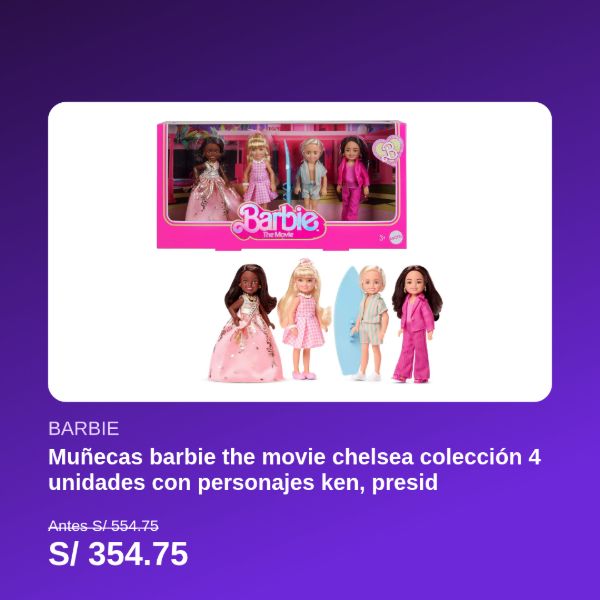 Barbie
The Movie
3+
BARBIE
Muñecas barbie the movie chelsea colección 4
unidades con personajes ken, presid
Antes S/ 554.75
S/ 354.75